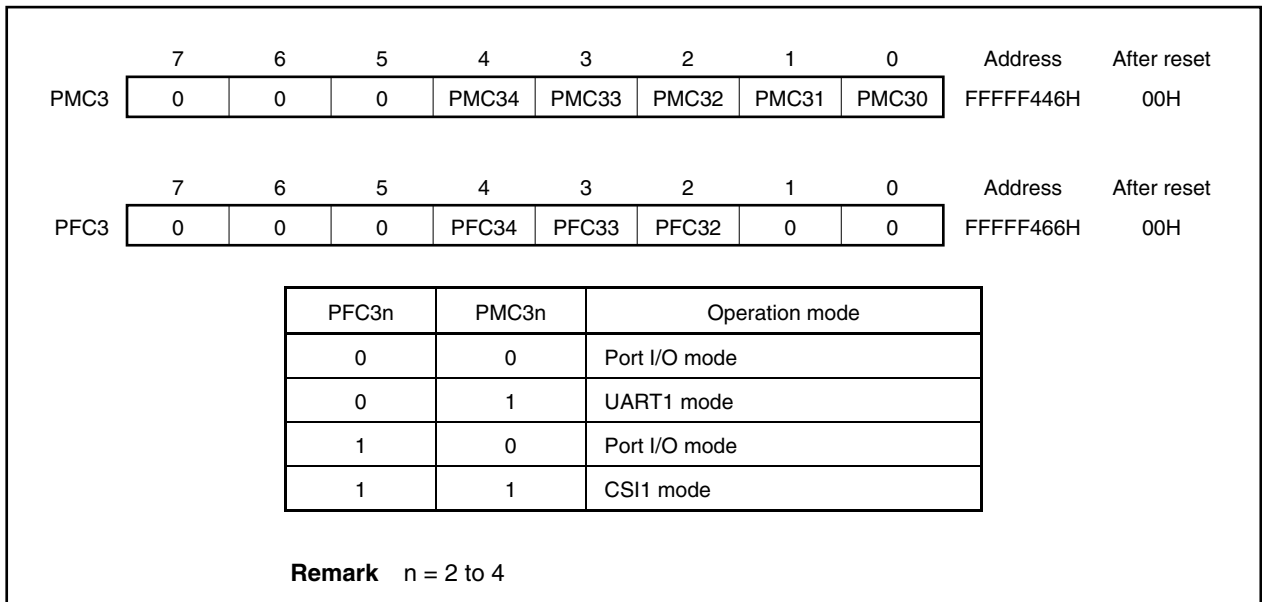 7 6 5 4 3 2 1 0 Address After reset
PMC3 0 0 0 PMC34 PMC33 PMC32 PMC31 PMC30 FFFFF446H 00H
7 6 5 4 3 2 1 0 Address After reset
PFC3 0 0 0 PFC34 PFC33 PFC32 0 0 FFFFF466H 00H
PFC3n PMC3n Operation mode
0 0 Port I/O mode
0 1 UART1 mode
1 0 Port I/O mode
1 1 CSI1 mode
Remark n = 2 to 4